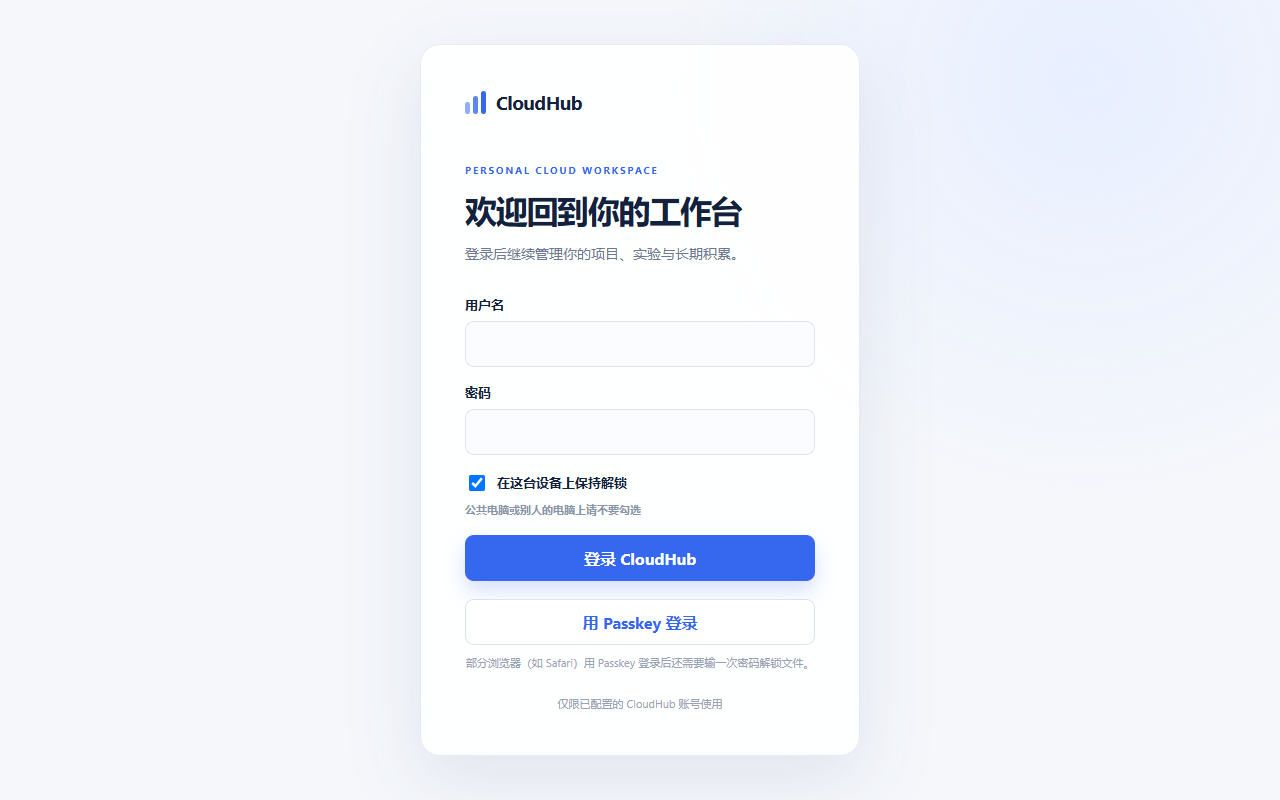 CloudHub
PERSONAL CLOUD WORKSPACE
欢迎回到你的工作台
登录后继续管理你的项目、实验与长期积累。
用户名
密码
在这台设备上保持解锁
公共电脑或别人的电脑上请不要勾选
登录 CloudHub
用 Passkey 登录
部分浏览器（如 Safari）用 Passkey 登录后还需要输一次密码解锁文件。
仅限已配置的 CloudHub 账号使用